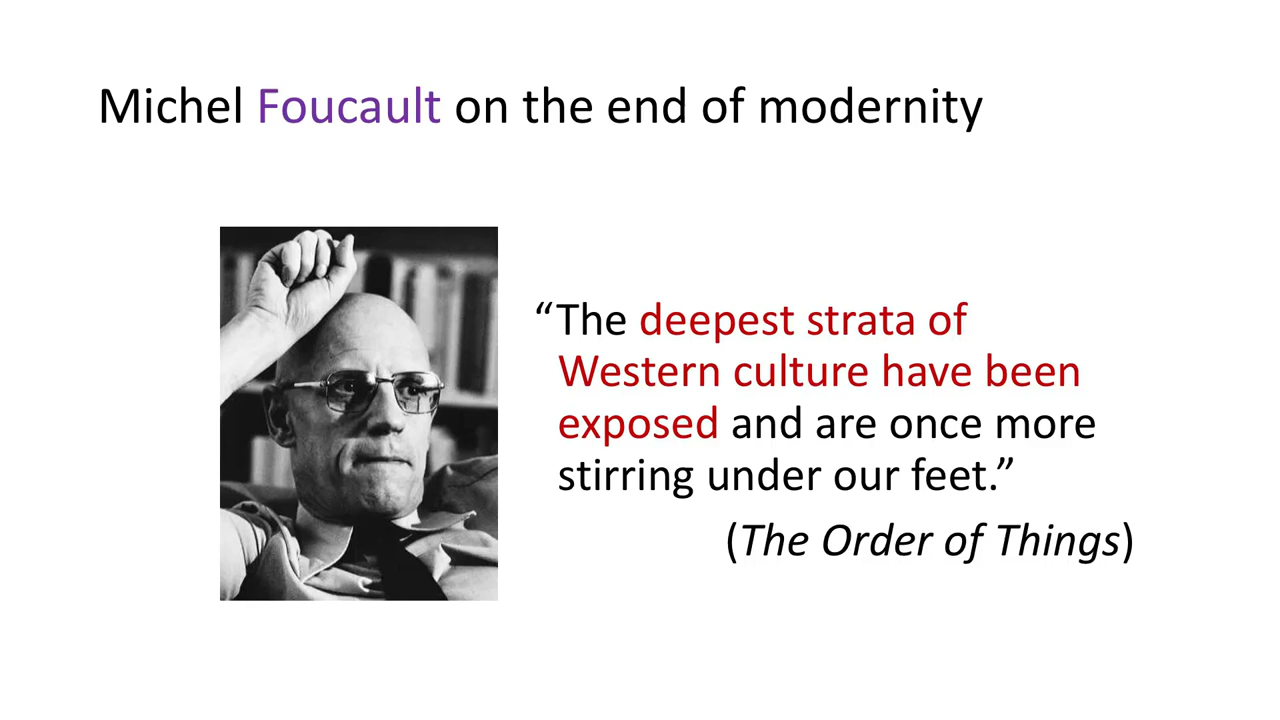 Michel Foucault on the end of modernity
“The deepest strata of
Western culture have been
exposed and are once more
stirring under our feet.”
(The Order of Things)